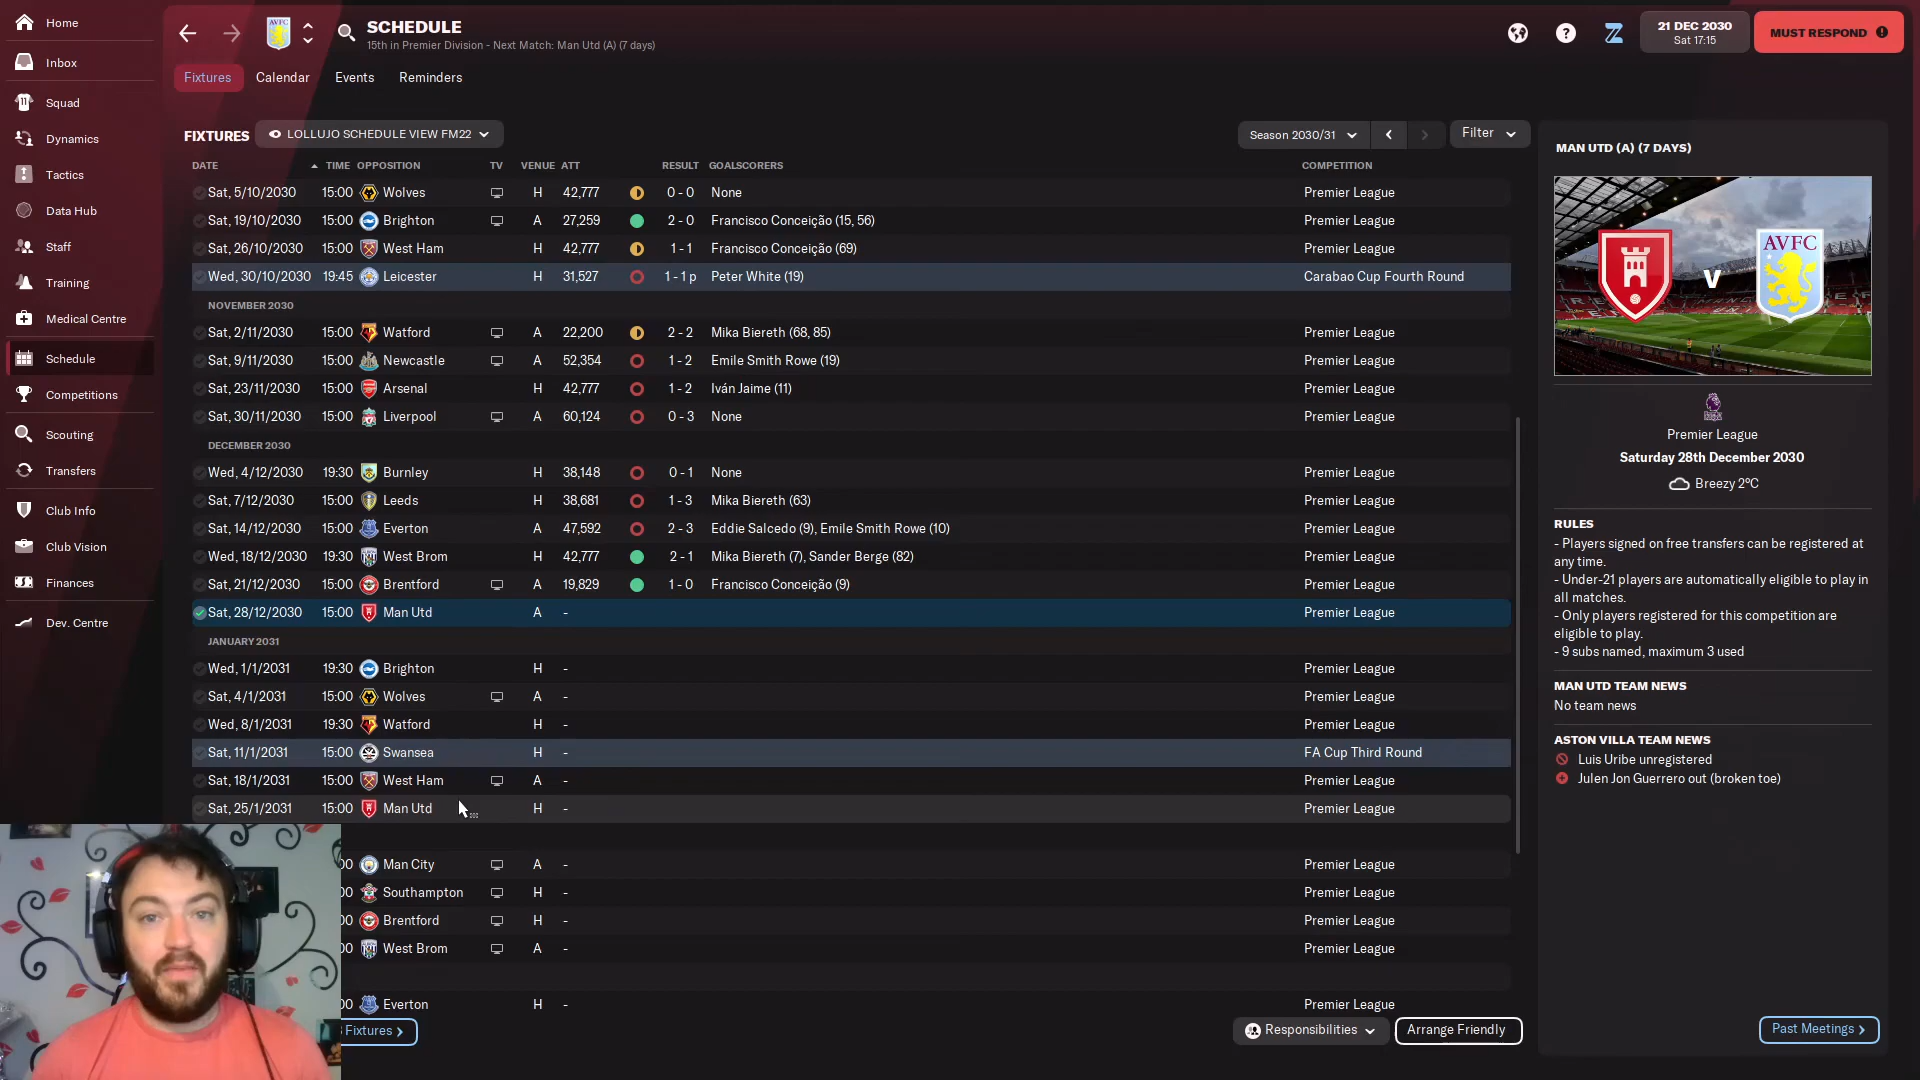 Home
Inbox
Squad
Dynamics
Tactics
Data Hub
Staff
Training
Medical Centre
Schedule
Competitions
Scouting
Transfers
Club Info
Club Vision
Finances
Dev. Centre
AVFC
SCHEDULE
15th in Premier Division - Next Match: Man Utd (A) (7 days)
21 DEC 2030
Sat 17:15
MUST RESPOND
Fixtures Calendar Events Reminders
FIXTURES LOLLUJO SCHEDULE VIEW FM22 Season 2030/31 Filter
DATE TIME OPPOSITION TV VENUE ATT RESULT GOALSCORERS COMPETITION
Sat, 5/10/2030 15:00 Wolves H 42,777 0 - 0 None Premier League
Sat, 19/10/2030 15:00 Brighton A 27,259 2 - 0 Francisco Conceição (15, 56) Premier League
Sat, 26/10/2030 15:00 West Ham H 42,777 1 - 1 Francisco Conceição (69) Premier League
Wed, 30/10/2030 19:45 Leicester H 31,527 1 - 1 p Peter White (19) Carabao Cup Fourth Round
NOVEMBER 2030
Sat, 2/11/2030 15:00 Watford A 22,200 2 - 2 Mika Biereth (68, 85) Premier League
Sat, 9/11/2030 15:00 Newcastle A 52,354 1 - 2 Emile Smith Rowe (19) Premier League
Sat, 23/11/2030 15:00 Arsenal H 42,777 1 - 2 Iván Jaime (11) Premier League
Sat, 30/11/2030 15:00 Liverpool A 60,124 0 - 3 None Premier League
DECEMBER 2030
Wed, 4/12/2030 19:30 Burnley H 38,148 0 - 1 None Premier League
Sat, 7/12/2030 15:00 Leeds H 38,681 1 - 3 Mika Biereth (63) Premier League
Sat, 14/12/2030 15:00 Everton A 47,592 2 - 3 Eddie Salcedo (9), Emile Smith Rowe (10) Premier League
Wed, 18/12/2030 19:30 West Brom H 42,777 2 - 1 Mika Biereth (7), Sander Berge (82) Premier League
Sat, 21/12/2030 15:00 Brentford A 19,829 1 - 0 Francisco Conceição (9) Premier League
Sat, 28/12/2030 15:00 Man Utd A - Premier League
JANUARY 2031
Wed, 1/1/2031 19:30 Brighton H - Premier League
Sat, 4/1/2031 15:00 Wolves A - Premier League
Wed, 8/1/2031 19:30 Watford H - Premier League
Sat, 11/1/2031 15:00 Swansea H - FA Cup Third Round
Sat, 18/1/2031 15:00 West Ham A - Premier League
Sat, 25/1/2031 15:00 Man Utd H - Premier League
00 Man City A - Premier League
00 Southampton H - Premier League
00 Brentford H - Premier League
00 West Brom A - Premier League
00 Everton H - Premier League
Fixtures Responsibilities Arrange Friendly
MAN UTD (A) (7 DAYS)
v
AVFC
Premier League
Saturday 28th December 2030
Breezy 2ºC
RULES
- Players signed on free transfers can be registered at
any time.
- Under-21 players are automatically eligible to play in
all matches.
- Only players registered for this competition are
eligible to play.
- 9 subs named, maximum 3 used
MAN UTD TEAM NEWS
No team news
ASTON VILLA TEAM NEWS
Luis Uribe unregistered
Julen Jon Guerrero out (broken toe)
Past Meetings